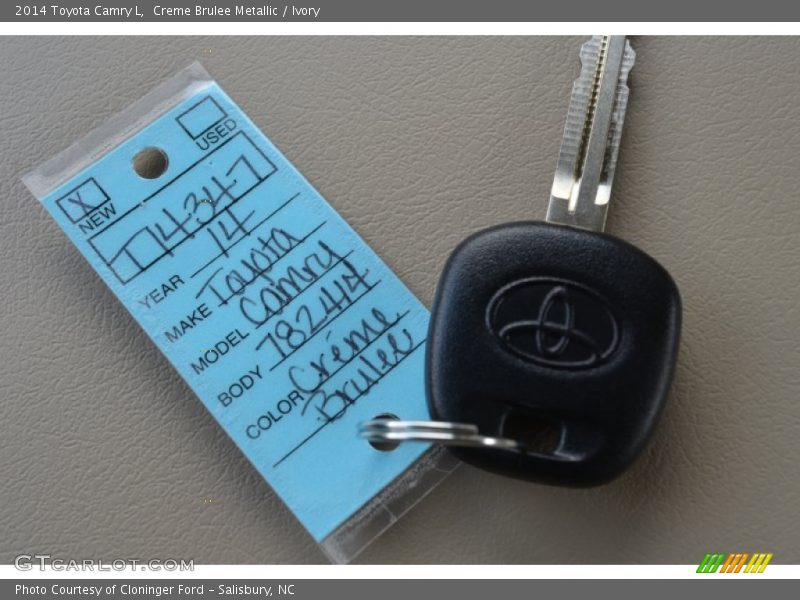 2014 Toyota Camry L,  Creme Brulee Metallic / Ivory
USED
X NEW
T14347
YEAR 14
MAKE Toyota
MODEL Camry
BODY 78244
COLOR Créme
Brulee
GTCARLOT.COM
Photo Courtesy of Cloninger Ford - Salisbury, NC